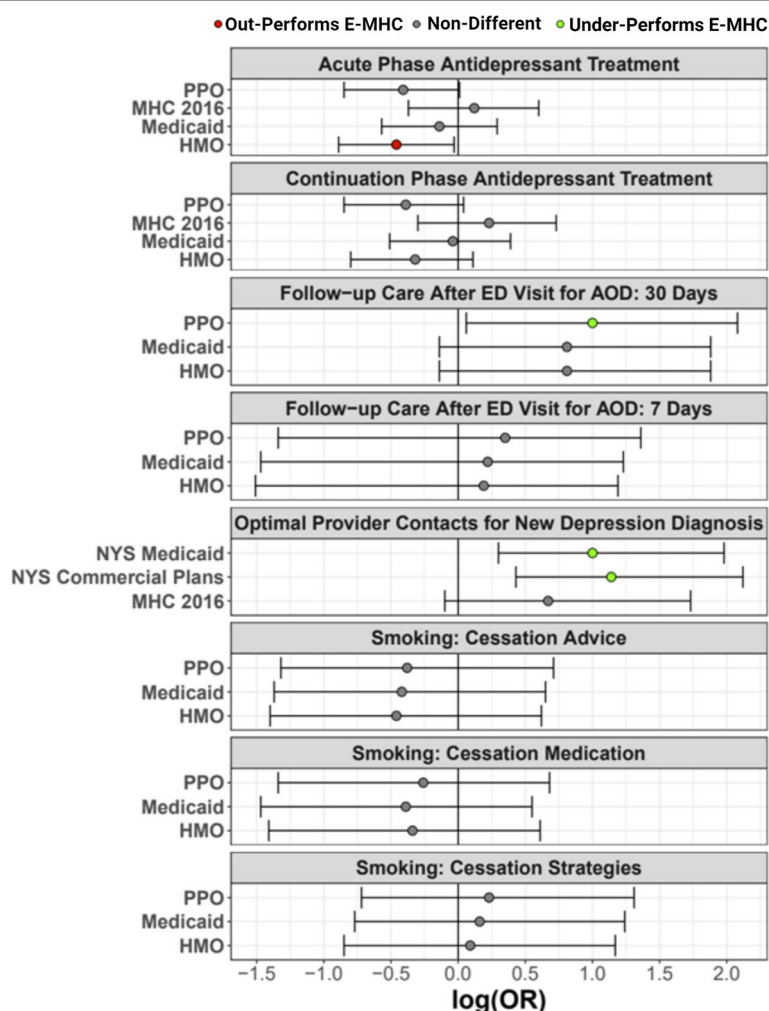 Out-Performs E-MHC Non-Different Under-Performs E-MHC
Acute Phase Antidepressant Treatment
PPO
MHC 2016
Medicaid
HMO
Continuation Phase Antidepressant Treatment
PPO
MHC 2016
Medicaid
HMO
Follow−up Care After ED Visit for AOD: 30 Days
PPO
Medicaid
HMO
Follow−up Care After ED Visit for AOD: 7 Days
PPO
Medicaid
HMO
Optimal Provider Contacts for New Depression Diagnosis
NYS Medicaid
NYS Commercial Plans
MHC 2016
Smoking: Cessation Advice
PPO
Medicaid
HMO
Smoking: Cessation Medication
PPO
Medicaid
HMO
Smoking: Cessation Strategies
PPO
Medicaid
HMO
−1.5 −1.0 −0.5 0.0 0.5 1.0 1.5 2.0
log(OR)